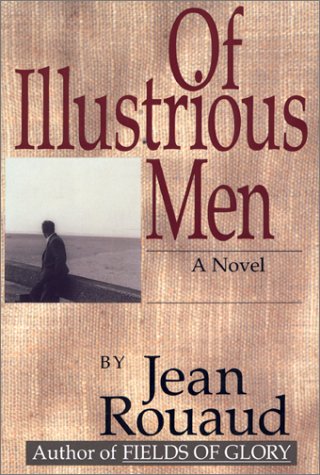 Of
Illustrious
Men
A Novel
BY Jean
Rouaud
Author of FIELDS OF GLORY